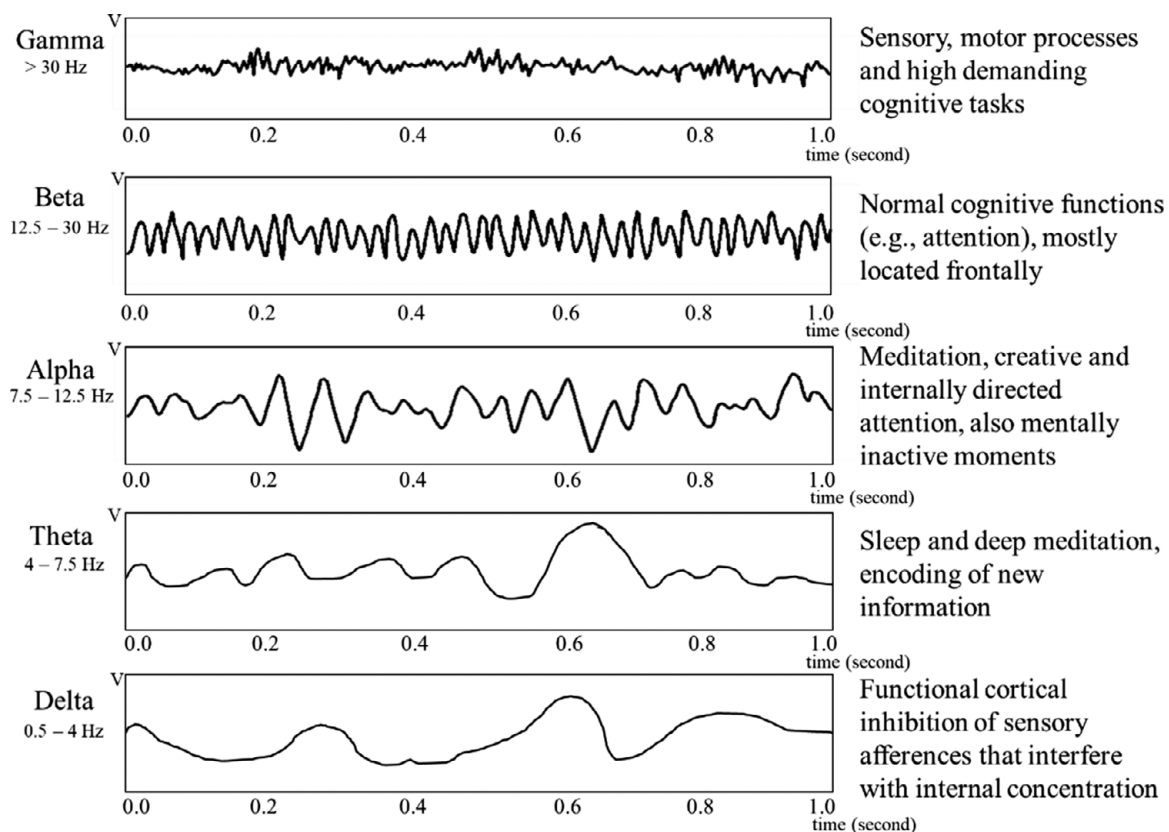 V
Gamma
> 30 Hz
Sensory, motor processes
and high demanding
cognitive tasks
0.0 0.2 0.4 0.6 0.8 1.0
time (second)
V
Beta
12.5 – 30 Hz
Normal cognitive functions
(e.g., attention), mostly
located frontally
0.0 0.2 0.4 0.6 0.8 1.0
time (second)
V
Alpha
7.5 – 12.5 Hz
Meditation, creative and
internally directed
attention, also mentally
inactive moments
0.0 0.2 0.4 0.6 0.8 1.0
time (second)
V
Theta
4 – 7.5 Hz
Sleep and deep meditation,
encoding of new
information
0.0 0.2 0.4 0.6 0.8 1.0
time (second)
V
Delta
0.5 – 4 Hz
Functional cortical
inhibition of sensory
afferences that interfere
with internal concentration
0.0 0.2 0.4 0.6 0.8 1.0
time (second)